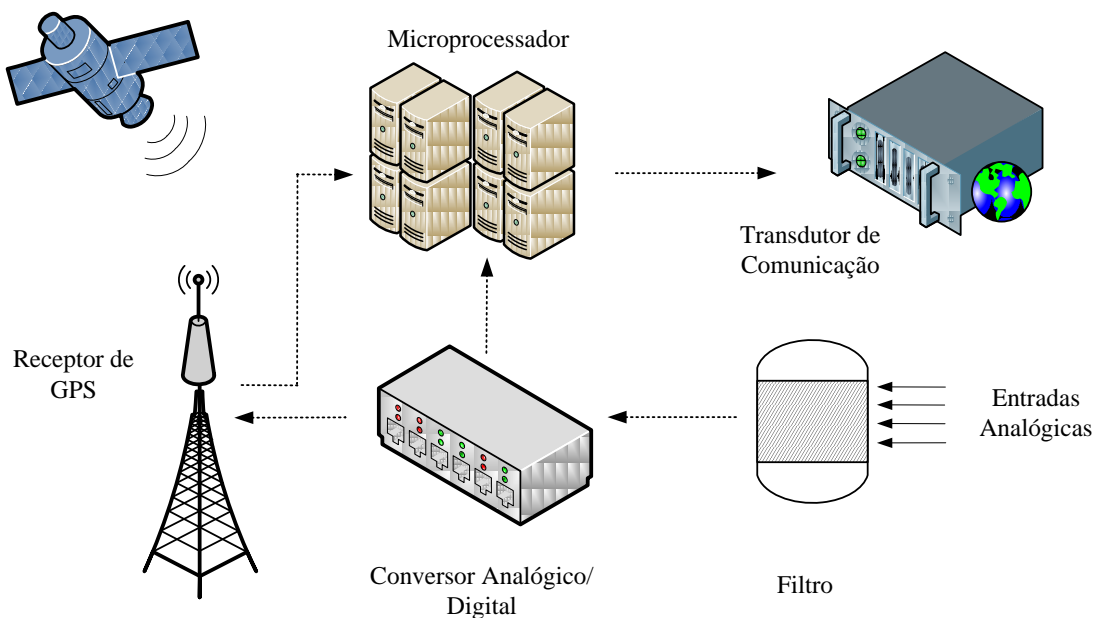 Microprocessador
Transdutor de
Comunicação
Receptor de
GPS
Entradas
Analógicas
Conversor Analógico/
Digital
Filtro